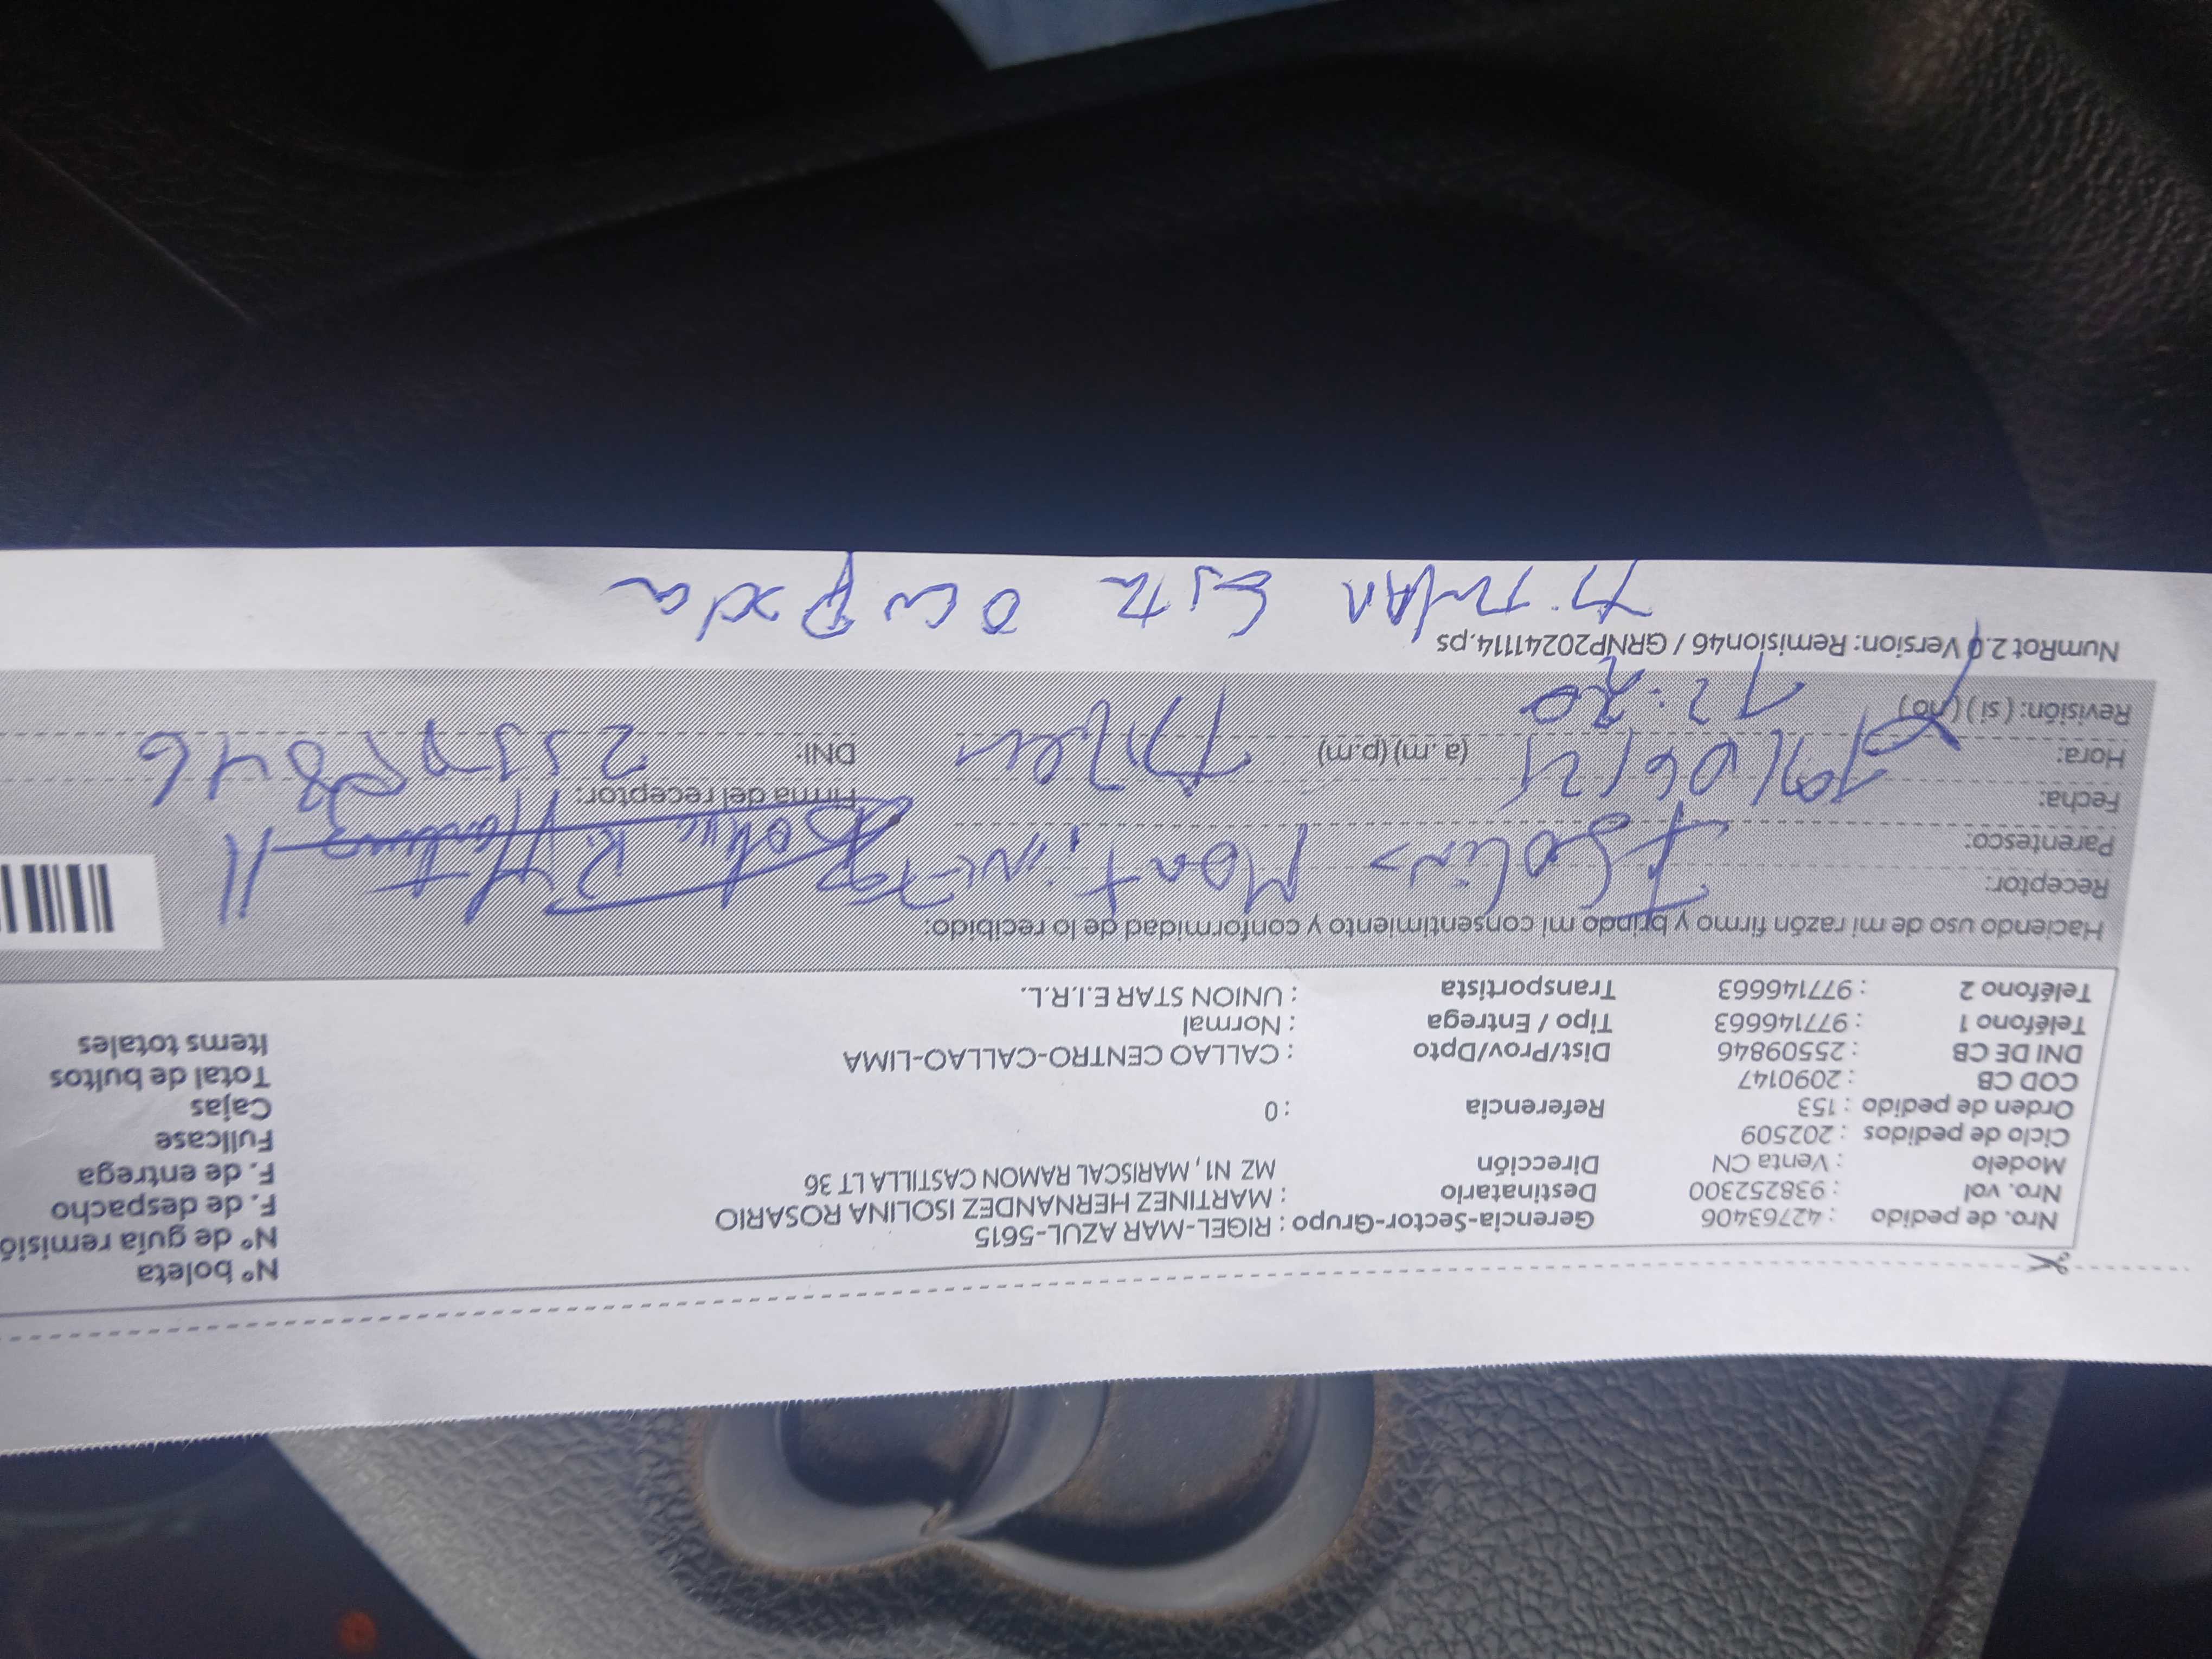 Nro. de pedido : 42763406 Gerencia-Sector-Grupo : RIGEL-MAR AZUL-5615 N° boleta
Nro. vol : 938252300 Destinatario : MARTINEZ HERNANDEZ ISOLINA ROSARIO N° de guía remisió
Modelo : Venta CN Dirección MZ N1, MARISCAL RAMON CASTILLA LT 36 F. de despacho
Ciclo de pedidos : 202509 F. de entrega
Orden de pedido : 153 Referencia : 0 Fullcase
COD CB : 2090147 Cajas
DNI DE CB : 25509846 Dist/Prov/Dpto : CALLAO CENTRO-CALLAO-LIMA Total de bultos
Teléfono 1 : 977146663 Tipo / Entrega : Normal Items totales
Teléfono 2 : 977146663 Transportista : UNION STAR E.I.R.L.
Haciendo uso de mi razón firmo y brindo mi consentimiento y conformidad de lo recibido:
Receptor:
Parentesco: Firma del receptor:
Fecha:
Hora: (a.m) (p.m) DNI:
Revisión: (si) (no) 12:20
NumRot 2.0 Version: Remision46 / GRNP202411114.ps
Esta ocupada